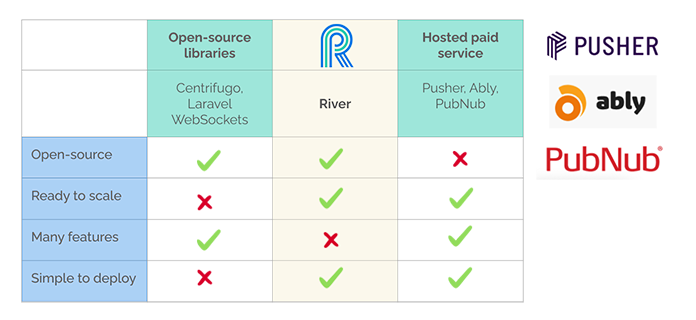 Open-source
libraries
Hosted paid
service
Centrifugo,
Laravel
WebSockets
River
Pusher, Ably,
PubNub
Open-source
Ready to scale
Many features
Simple to deploy
PUSHER
ably
PubNub